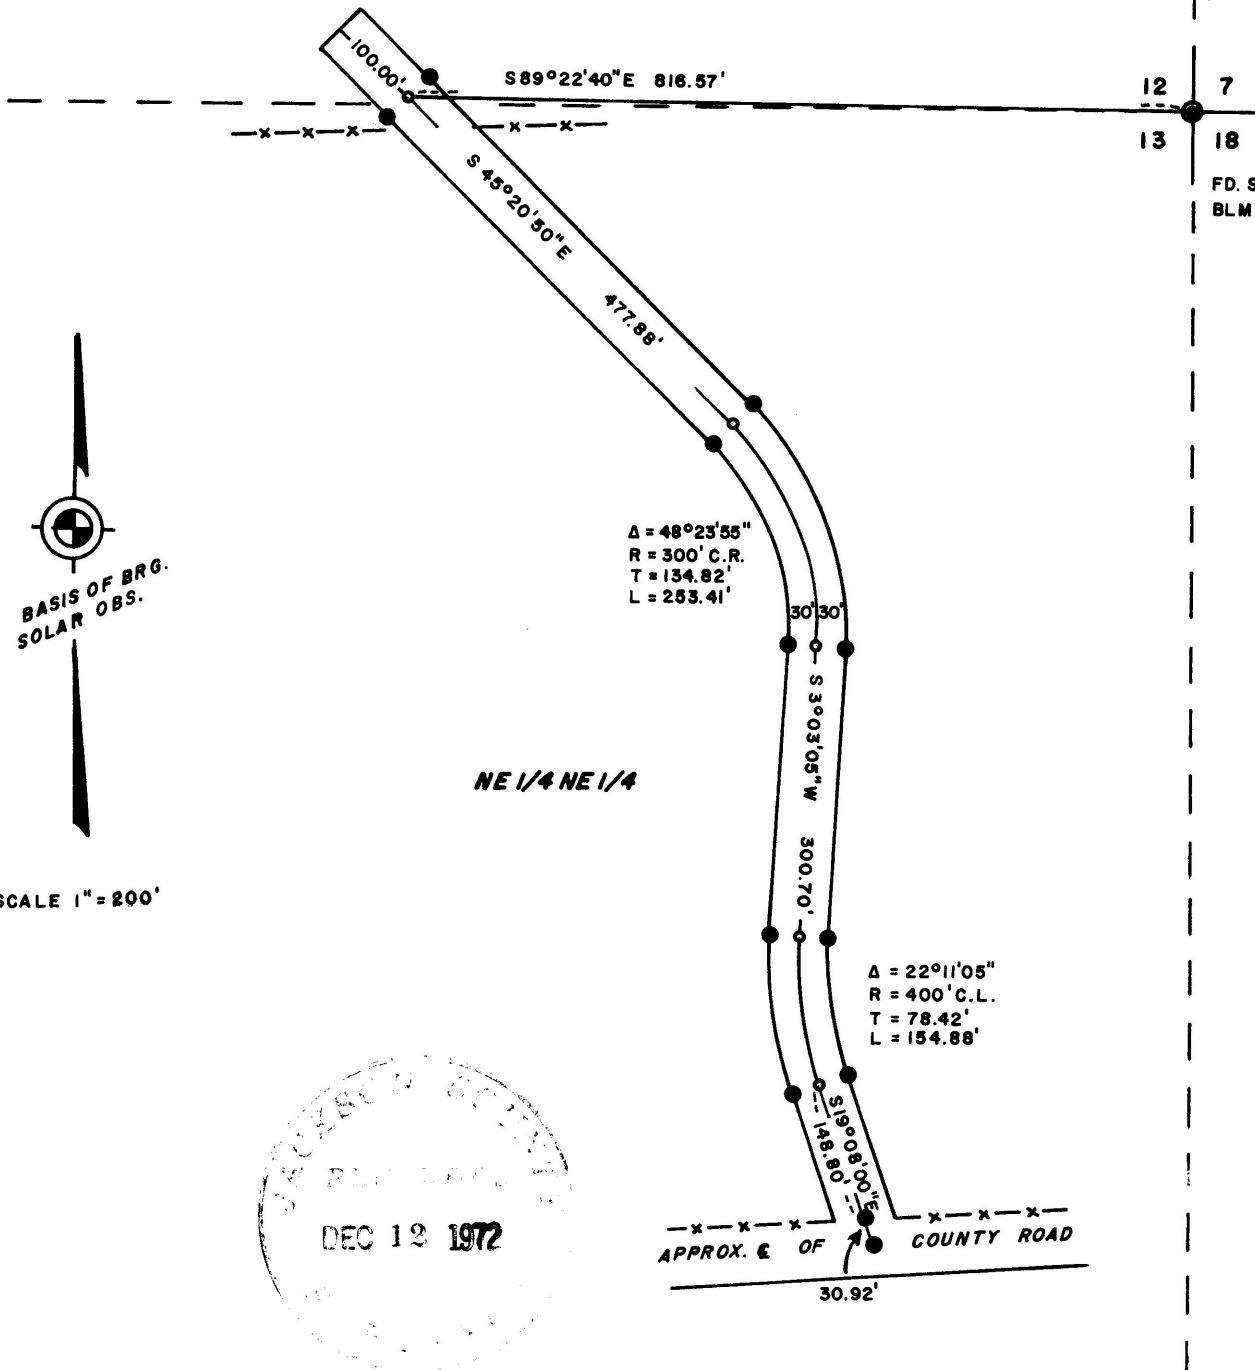 S89°22'40"E 816.57'
12
7
13
18
FD.
BLM
100.00'
S 45°20'50"E
477.88'
Δ = 48°23'55"
R = 300' C.R.
T = 134.82'
L = 253.41'
30' 30'
BASIS OF BRG.
SOLAR OBS.
S 3°03'05"W 300.70'
NE 1/4 NE 1/4
SCALE 1" = 200'
Δ = 22°11'05"
R = 400' C.L.
T = 78.42'
L = 154.88'
S19°08'00"E
148.80'
JACKSON COUNTY
DEC 12 1972
APPROX. ℄ OF COUNTY ROAD
30.92'